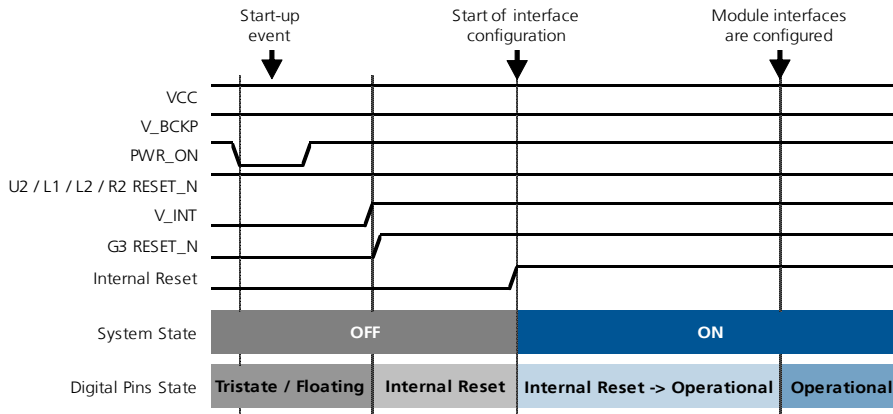 Start-up
event
Start of interface
configuration
Module interfaces
are configured
VCC
V_BCKP
PWR_ON
U2 / L1 / L2 / R2 RESET_N
V_INT
G3 RESET_N
Internal Reset
System State OFF ON
Digital Pins State Tristate / Floating Internal Reset Internal Reset -> Operational Operational